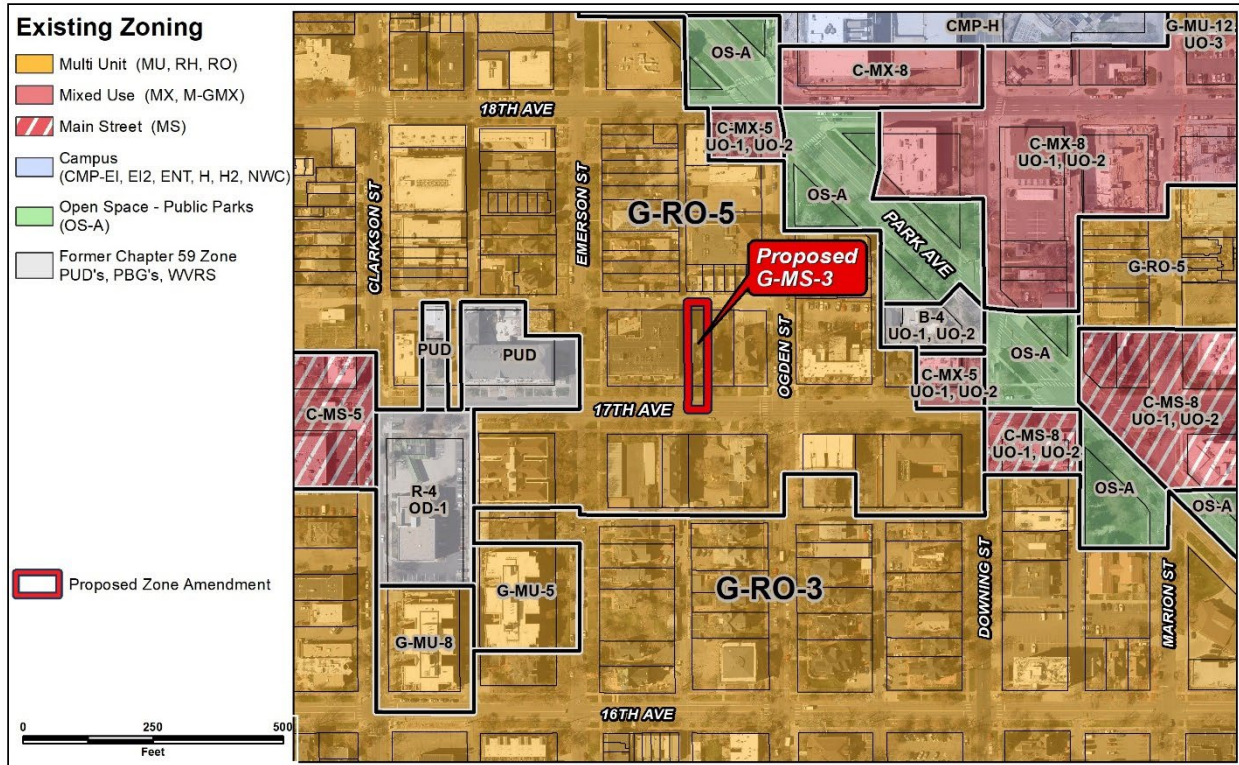 Existing Zoning
Multi Unit (MU, RH, RO)
Mixed Use (MX, M-GMX)
Main Street (MS)
Campus
(CMP-EI, EI2, ENT, H, H2, NWC)
Open Space - Public Parks
(OS-A)
Former Chapter 59 Zone
PUD's, PBG's, WVRS
Proposed Zone Amendment
0 250 500
Feet
CMP-H
G-MU-12,
UO-3
OS-A
C-MX-8
18TH AVE
C-MX-5
UO-1, UO-2
C-MX-8
UO-1, UO-2
OS-A
CLARKSON ST
EMERSON ST
G-RO-5
PARK AVE
Proposed
G-MS-3
G-RO-5
OGDEN ST
B-4
UO-1, UO-2
PUD
PUD
OS-A
C-MX-5
UO-1, UO-2
C-MS-5
17TH AVE
C-MS-8
UO-1, UO-2
C-MS-8
UO-1, UO-2
R-4
OD-1
OS-A
OS-A
G-MU-5
G-RO-3
DOWNING ST
MARION ST
G-MU-8
16TH AVE